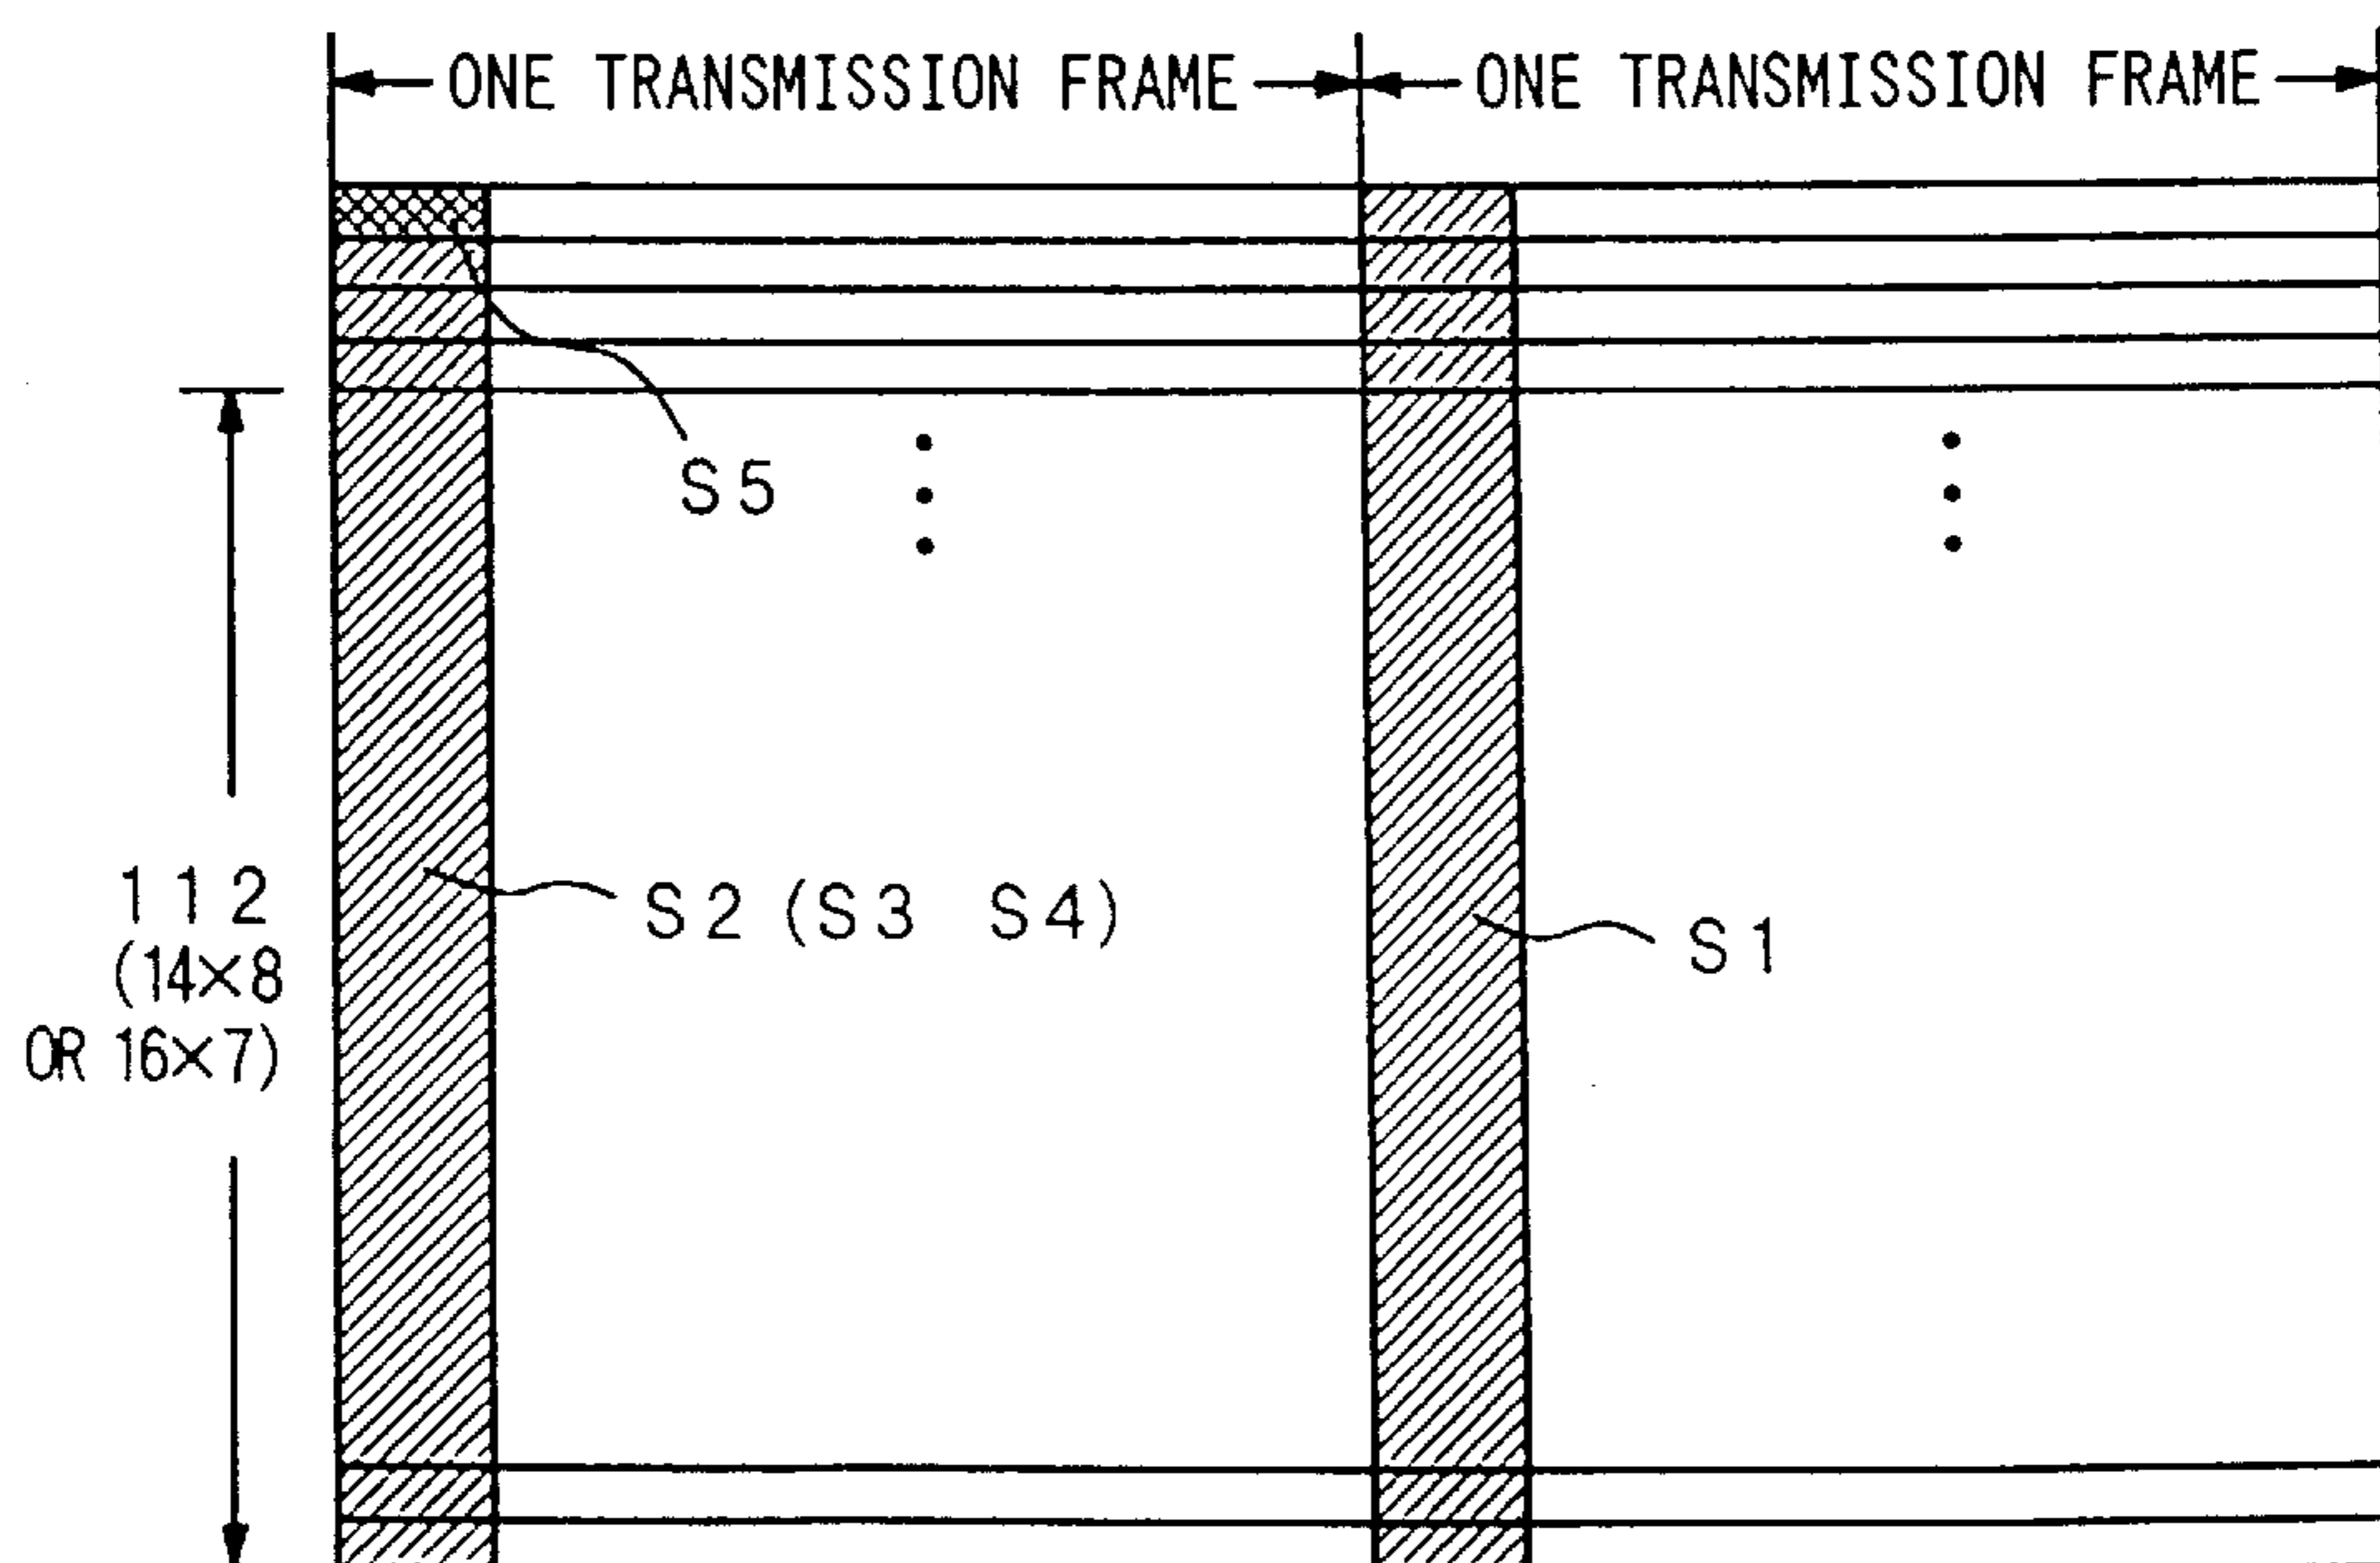 ONE TRANSMISSION FRAME ONE TRANSMISSION FRAME
S5
112
(14×8
OR 16×7)
S2 (S3 S4)
S1